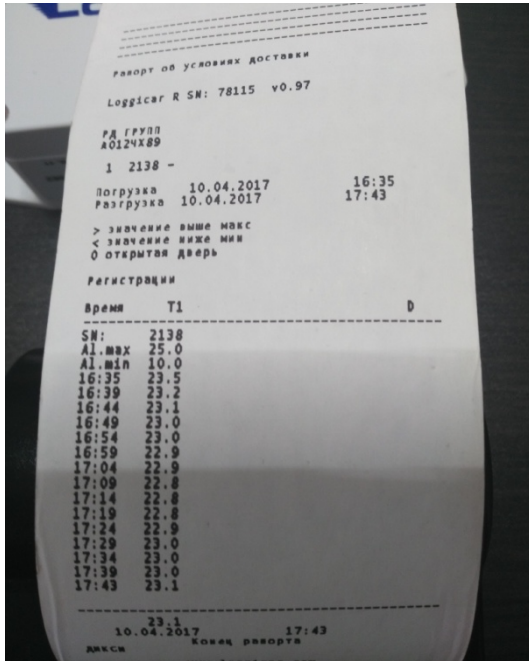 Рапорт об условиях доставки
Loggicar R SN: 78115 v0.97
РД ГРУПП
А012ЧХ89
1 2138 -
Погрузка 10.04.2017 16:35
Разгрузка 10.04.2017 17:43
> значение выше макс
< значение ниже мин
O открытая дверь
Регистрации
Время T1 D
SN: 2138
Al.max 25.0
Al.min 10.0
16:35 23.5
16:39 23.2
16:44 23.1
16:49 23.0
16:54 23.0
16:59 22.9
17:04 22.9
17:09 22.8
17:14 22.8
17:19 22.8
17:24 22.9
17:29 23.0
17:34 23.0
17:39 23.0
17:43 23.1
23.1
10.04.2017 17:43
Конец рапорта